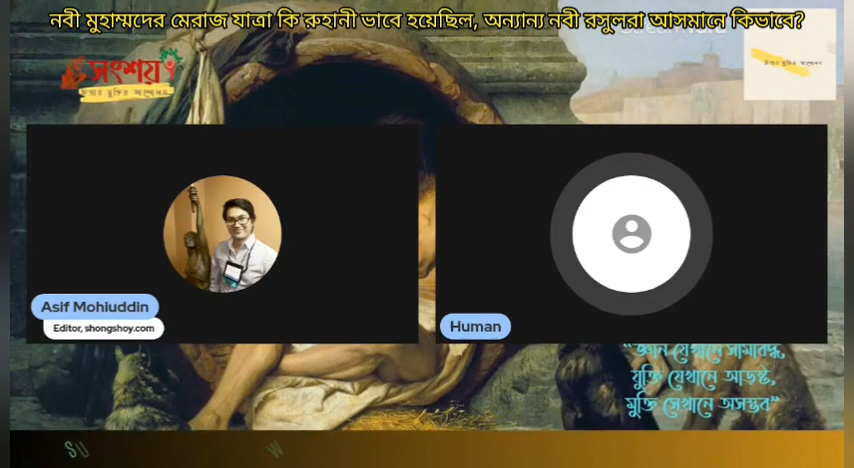 নবী মুহাম্মদের মেরাজ যাত্রা কি রুহানী ভাবে হয়েছিল, অন্যান্য নবী রসুলরা আসমানে কিভাবে?
সংশয়
চিন্তার মুক্তির আন্দোলন
Asif Mohiuddin
Editor, shongshoy.com
Human
“জ্ঞান যেখানে সীমাবদ্ধ,
যুক্তি যেখানে আড়ষ্ট,
মুক্তি সেখানে অসম্ভব”
SU
W